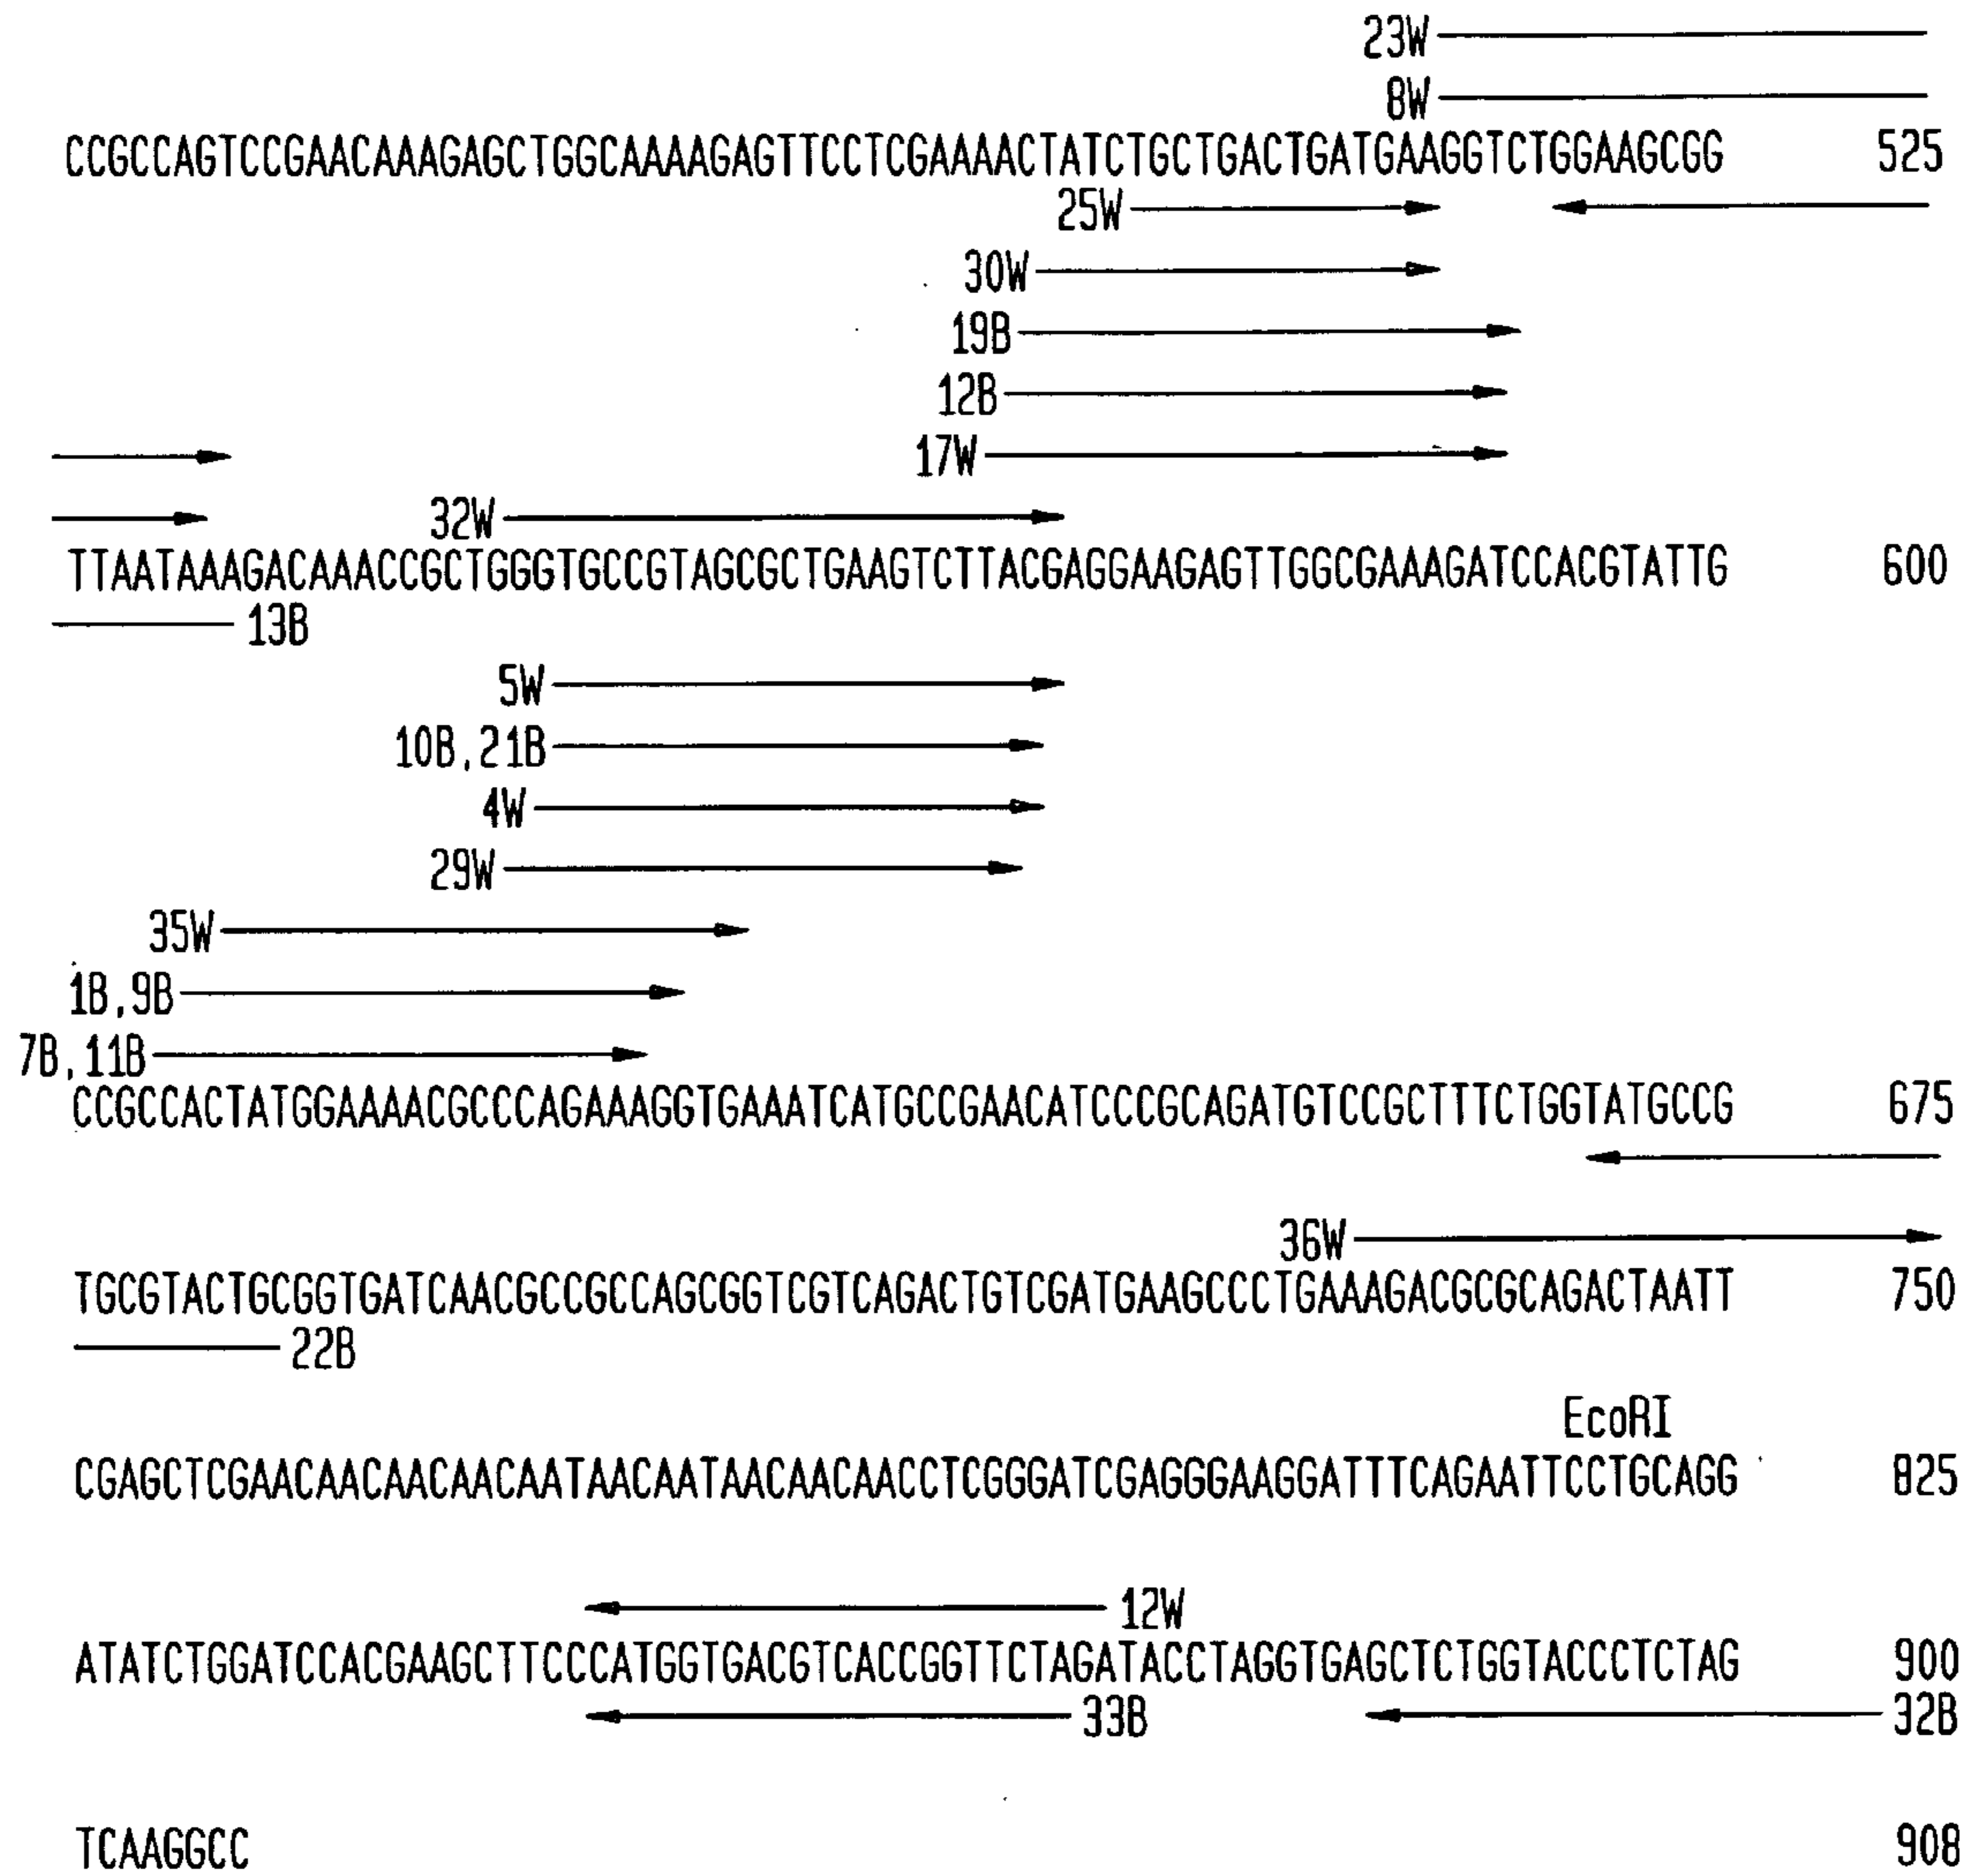 23W
8W
CCGCCAGTCCGAACAAAGAGCTGGCAAAAGAGTTCCTCGAAAACTATCTGCTGACTGATGAAGGTCTGGAAGCGG 525
25W
30W
19B
12B
17W
32W
TTAATAAAGACAAACCGCTGGGTGCCGTAGCGCTGAAGTCTTACGAGGAAGAGTTGGCGAAAGATCCACGTATTG 600
13B
5W
10B,21B
4W
29W
35W
1B,9B
7B,11B
CCGCCACTATGGAAAACGCCCAGAAAGGTGAAATCATGCCGAACATCCCGCAGATGTCCGCTTTCTGGTATGCCG 675
36W
TGCGTACTGCGGTGATCAACGCCGCCAGCGGTCGTCAGACTGTCGATGAAGCCCTGAAAGACGCGCAGACTAATT 750
22B
EcoRI
CGAGCTCGAACAACAACAACAATAACAATAACAACAACCTCGGGATCGAGGGAAGGATTTCAGAATTCCTGCAGG 825
12W
ATATCTGGATCCACGAAGCTTCCCATGGTGACGTCACCGGTTCTAGATACCTAGGTGAGCTCTGGTACCCTCTAG 900
33B 32B
TCAAGGCC 908